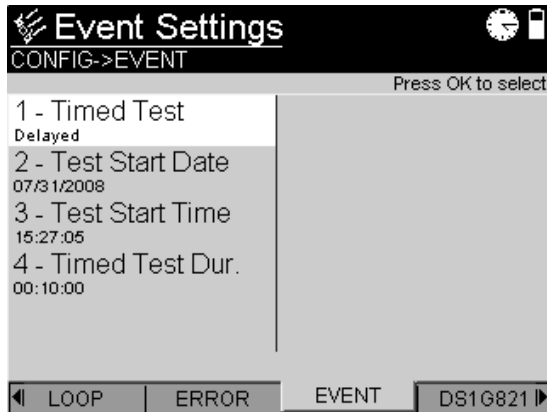 Event Settings
CONFIG->EVENT
Press OK to select
1 - Timed Test
Delayed
2 - Test Start Date
07/31/2008
3 - Test Start Time
15:27:05
4 - Timed Test Dur.
00:10:00
LOOP ERROR EVENT DS1G821